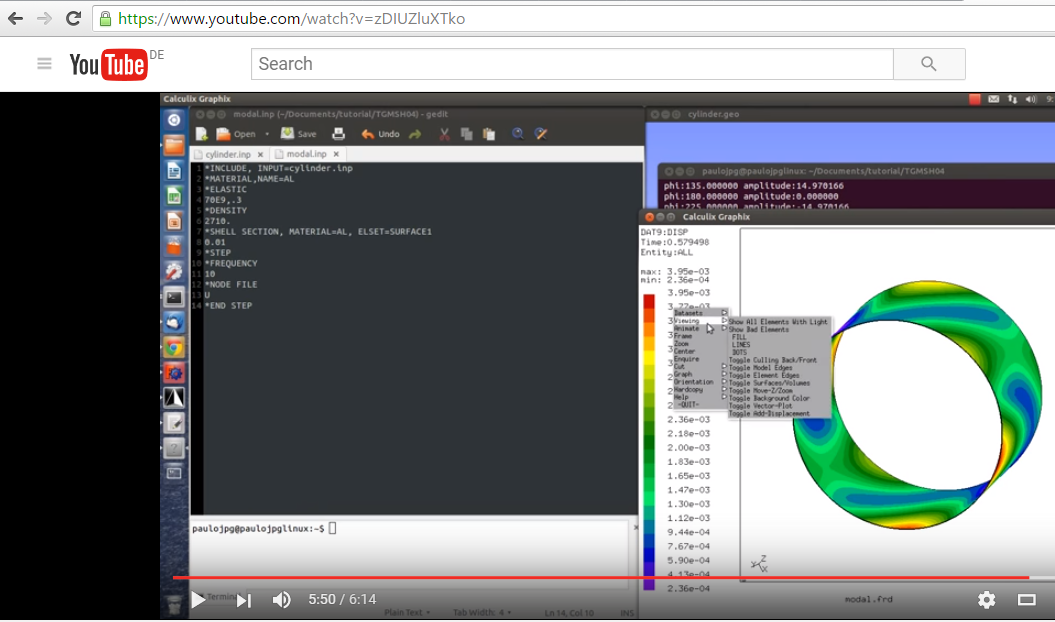 https://www.youtube.com/watch?v=zDIUZluXTko
YouTube DE
Search
Calculix Graphix
modal.inp (~/Documents/tutorial/TGMSH04) - gedit
Open Save Undo
cylinder.inp × modal.inp ×
1 *INCLUDE, INPUT=cylinder.inp
2 *MATERIAL,NAME=AL
3 *ELASTIC
4 70E9,.3
5 *DENSITY
6 2710.
7 *SHELL SECTION, MATERIAL=AL, ELSET=SURFACE1
8 0.01
9 *STEP
10 *FREQUENCY
11 10
12 *NODE FILE
13 U
14 *END STEP
paulojpg@paulojpglinux:~$
Plain Text Tab Width: 4 Ln 14, Col 10 INS
cylinder.geo
paulojpg@paulojpglinux: ~/Documents/tutorial/TGMSH04
phi:135.000000 amplitude:14.970166
phi:180.000000 amplitude:0.000000
phi:225.000000 amplitude:-14.970166
Calculix Graphix
DAT9:DISP
Time:0.579498
Entity:ALL
max: 3.95e-03
min: 2.36e-04
3.95e-03
3.77e-03
2.36e-03
2.18e-03
2.00e-03
1.83e-03
1.65e-03
1.47e-03
1.30e-03
1.12e-03
9.44e-04
7.67e-04
5.90e-04
4.13e-04
2.36e-04
Datasets
Viewing
Animate
Frame
Zoom
Center
Enquire
Cut
Graph
Orientation
Hardcopy
Help
-QUIT-
Show All Elements With Light
Show Bad Elements
FILL
LINES
DOTS
Toggle Culling Back/Front
Toggle Model Edges
Toggle Element Edges
Toggle Surfaces/Volumes
Toggle Move-Z/Zoom
Toggle Background Color
Toggle Vector-Plot
Toggle Add-Displacement
Z
Y X
modal.frd
5:50 / 6:14